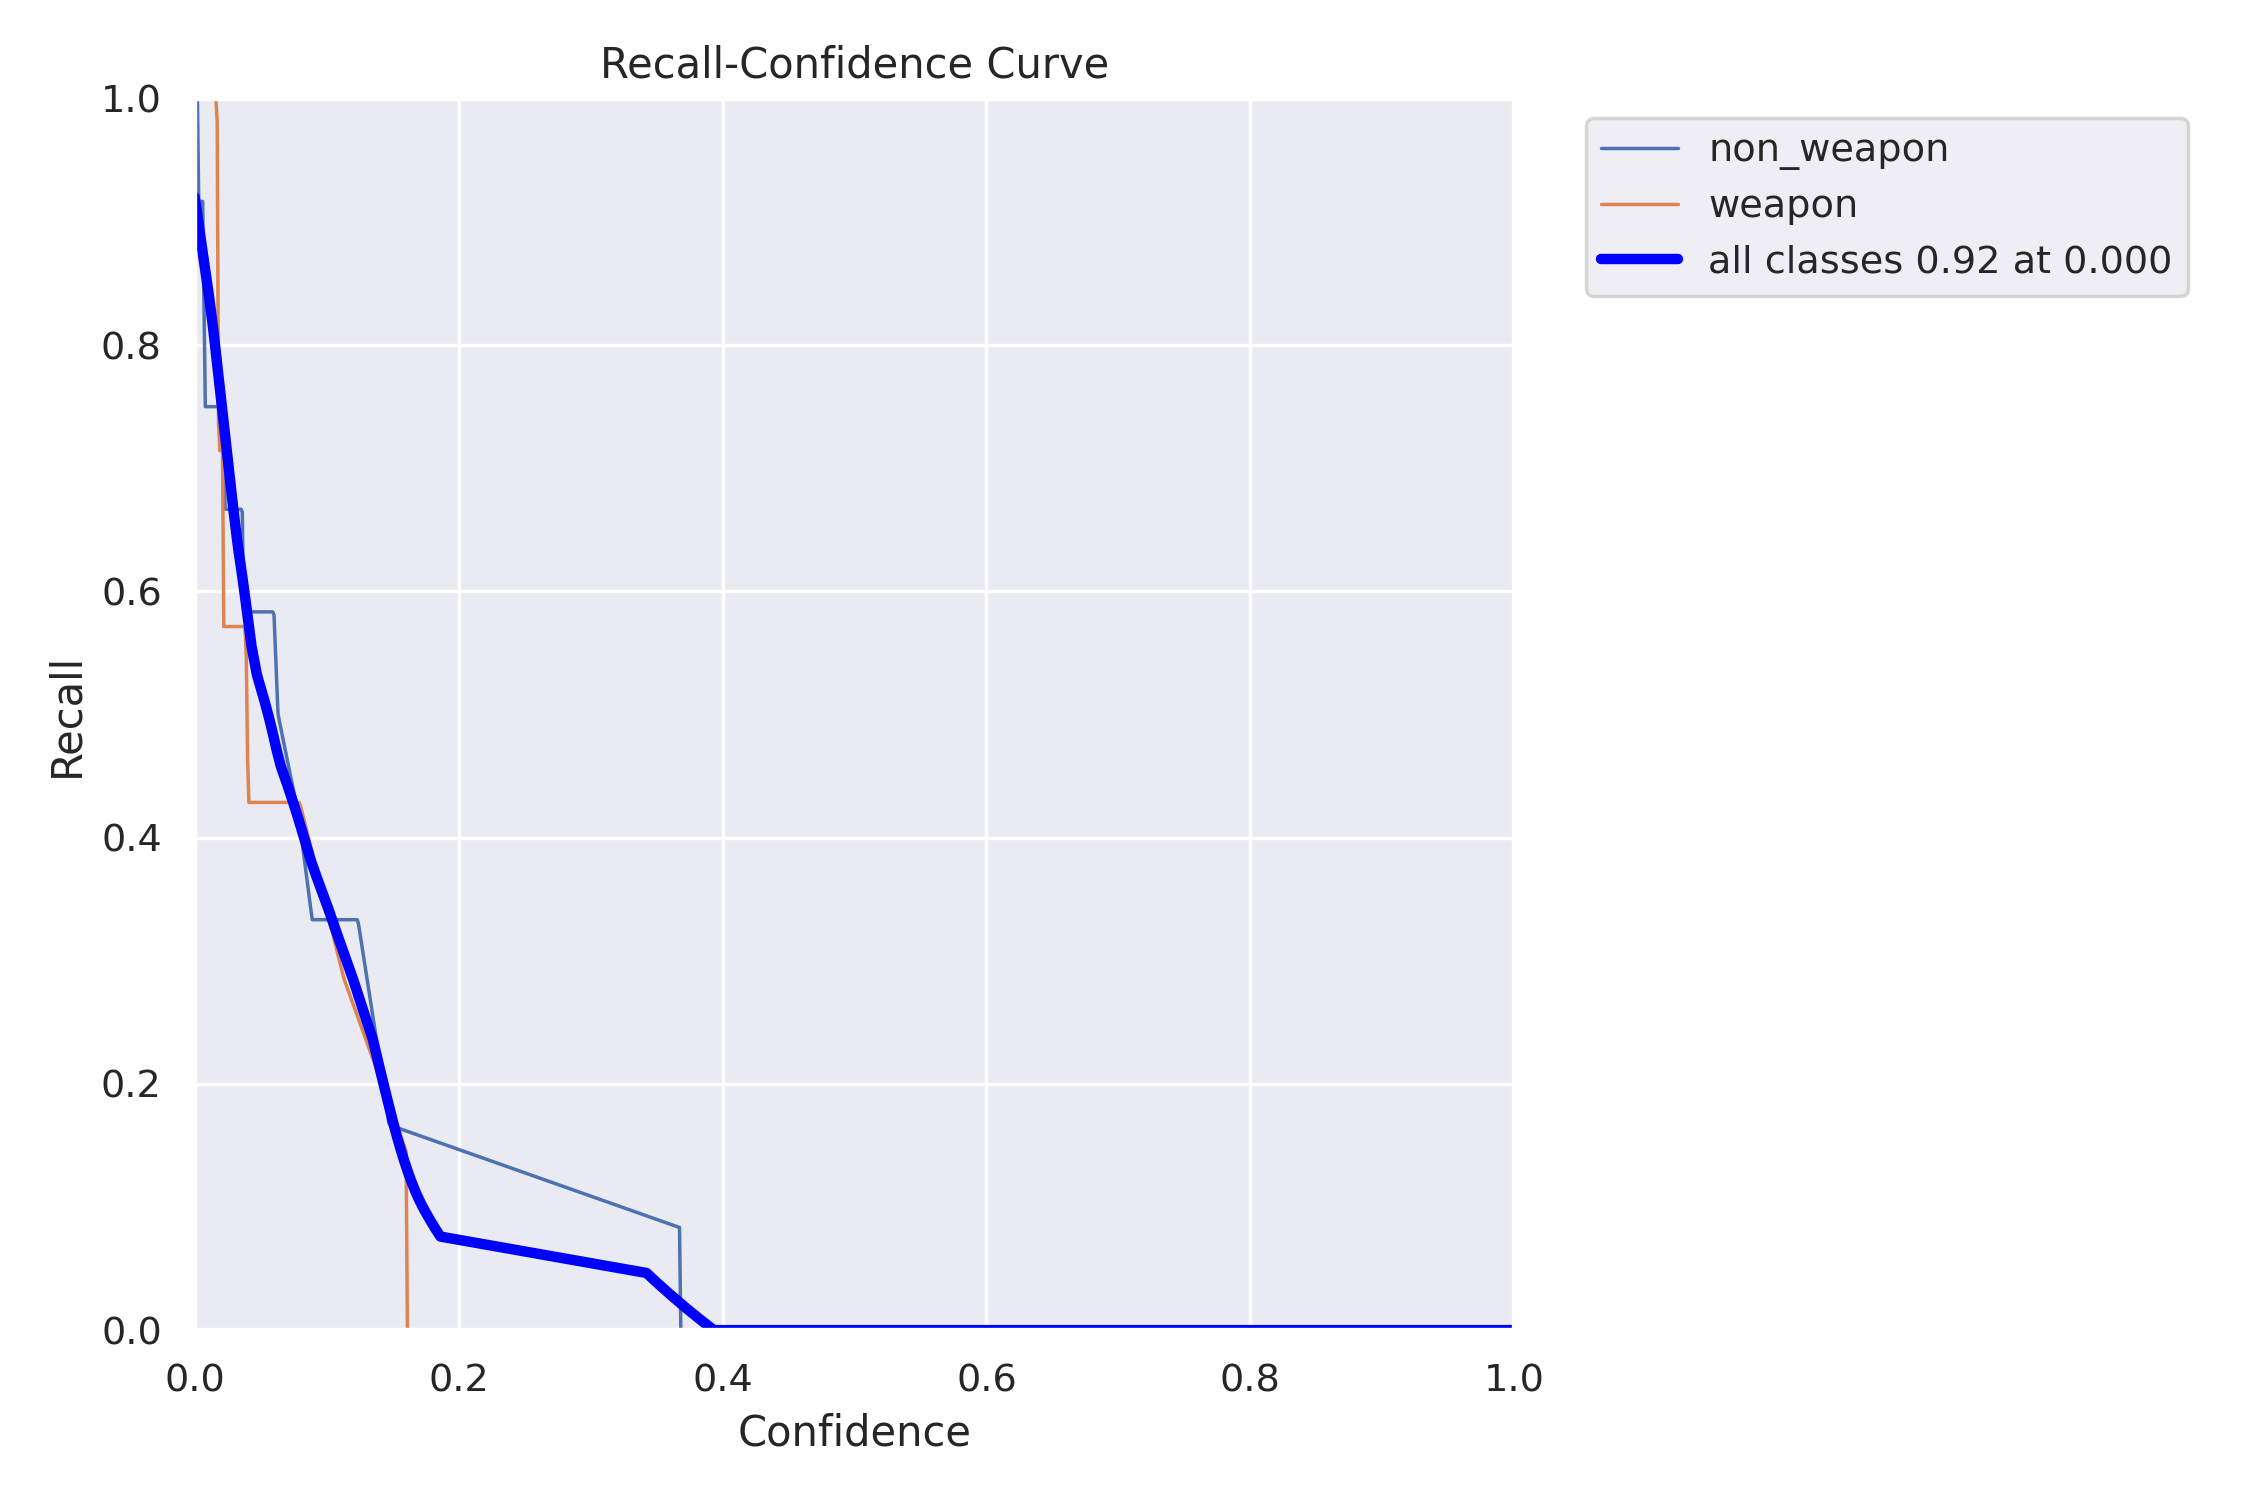 Recall-Confidence Curve
1.0
0.8
0.6
0.4
0.2
0.0
Recall
0.0 0.2 0.4 0.6 0.8 1.0
Confidence
non_weapon
weapon
all classes 0.92 at 0.000